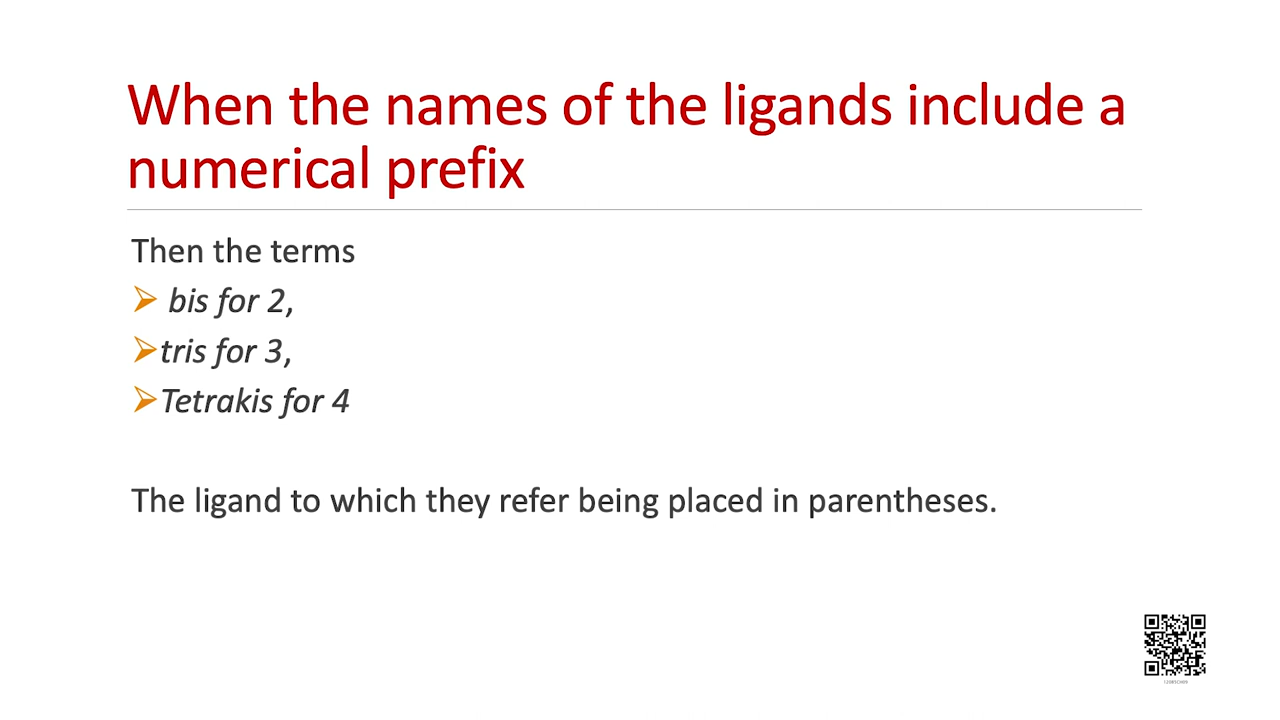 When the names of the ligands include a
numerical prefix
Then the terms
bis for 2,
tris for 3,
Tetrakis for 4
The ligand to which they refer being placed in parentheses.